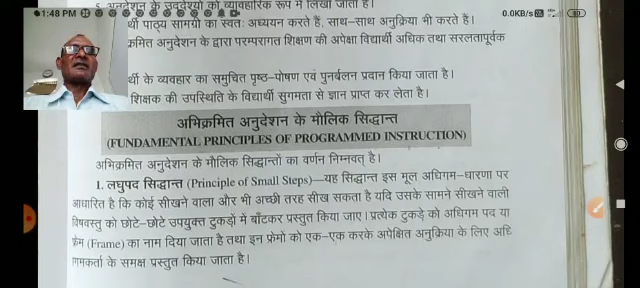 1:48 PM
0.0KB/s
80
5. अनुदेशन के उद्देश्यों को व्यावहारिक रूप में लिखा जाता है।
र्थी पाठ्य सामग्री का स्वतः अध्ययन करते हैं, साथ-साथ अनुक्रिया भी करते हैं।
क्रमित अनुदेशन के द्वारा परम्परागत शिक्षण की अपेक्षा विद्यार्थी अधिक तथा सरलतापूर्वक
र्थी के व्यवहार का समुचित पृष्ठ-पोषण एवं पुनर्बलन प्रदान किया जाता है।
शिक्षक की उपस्थिति के विद्यार्थी सुगमता से ज्ञान प्राप्त कर लेता है।
अभिक्रमित अनुदेशन के मौलिक सिद्धान्त
(FUNDAMENTAL PRINCIPLES OF PROGRAMMED INSTRUCTION)
अभिक्रमित अनुदेशन के मौलिक सिद्धान्तों का वर्णन निम्नवत् है।
1. लघुपद सिद्धान्त (Principle of Small Steps)—यह सिद्धान्त इस मूल अधिगम-धारणा पर
आधारित है कि कोई सीखने वाला और भी अच्छी तरह सीख सकता है यदि उसके सामने सीखने वाली
विषवस्तु को छोटे-छोटे उपयुक्त टुकड़ों में बाँटकर प्रस्तुत किया जाए। प्रत्येक टुकड़े को अधिगम पद या
फ्रेम (Frame) का नाम दिया जाता है तथा इन फ्रेमों को एक-एक करके अपेक्षित अनुक्रिया के लिए अधि
गमकर्ता के समक्ष प्रस्तुत किया जाता है।